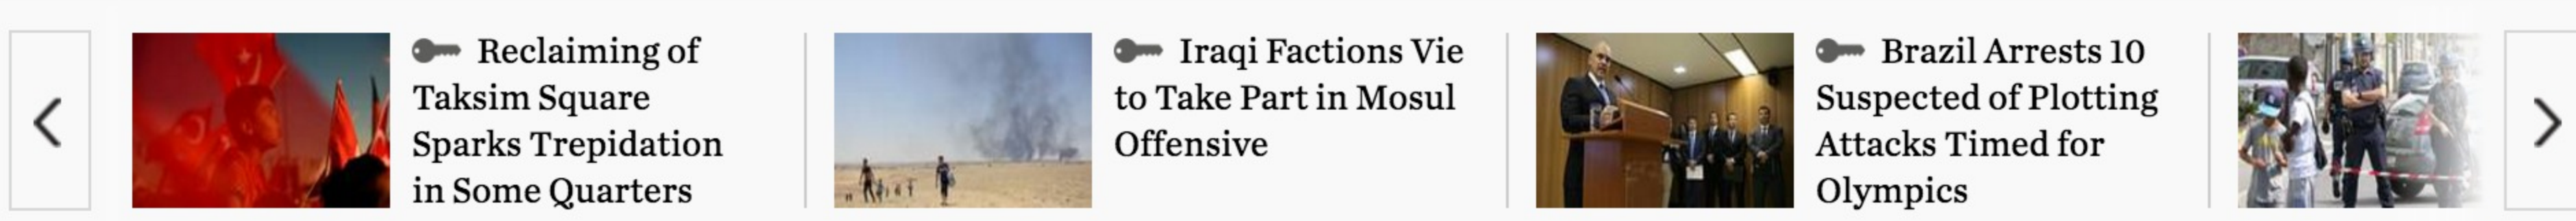 Reclaiming of
Taksim Square
Sparks Trepidation
in Some Quarters
Iraqi Factions Vie
to Take Part in Mosul
Offensive
Brazil Arrests 10
Suspected of Plotting
Attacks Timed for
Olympics